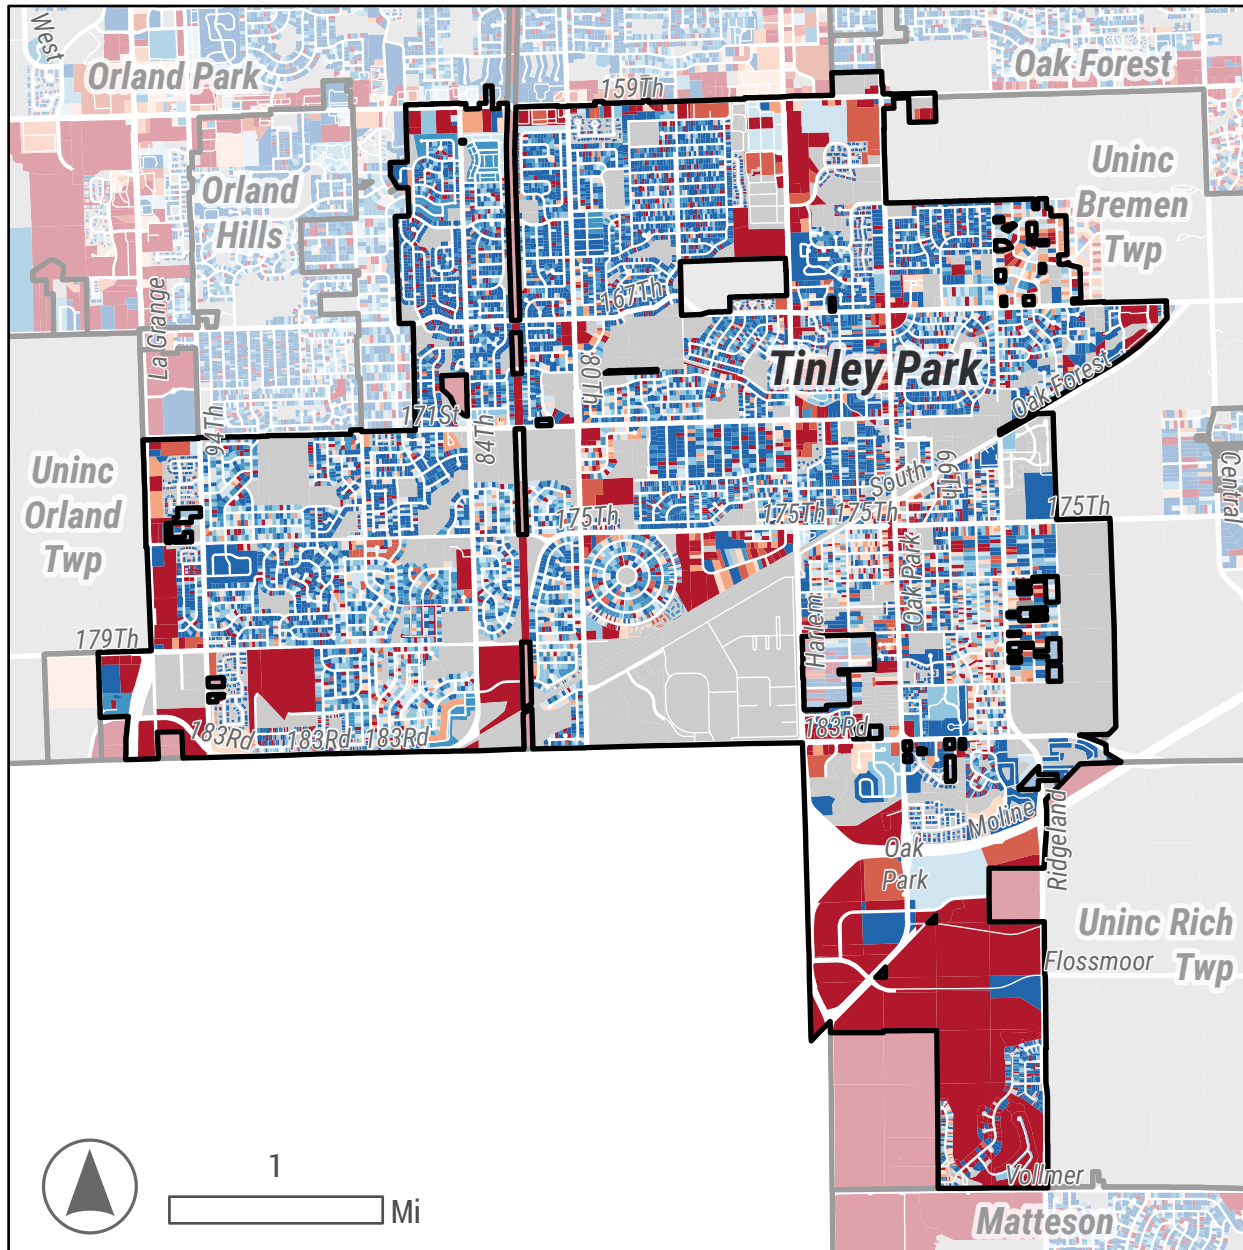 West
Orland Park
159Th
Oak Forest
Orland
Hills
Uninc
Bremen
Twp
La Grange
167Th
80Th
Tinley Park
Oak Forest
94Th
171St
84Th
Uninc
Orland
Twp
South
66Th
Central
175Th
175Th
175Th
175Th
Oak Park
Harlem
179Th
183Rd
183Rd
183Rd
183Rd
Moline
Ridgeland
Oak
Park
Uninc Rich
Twp
Flossmoor
1
Mi
Vollmer
Matteson